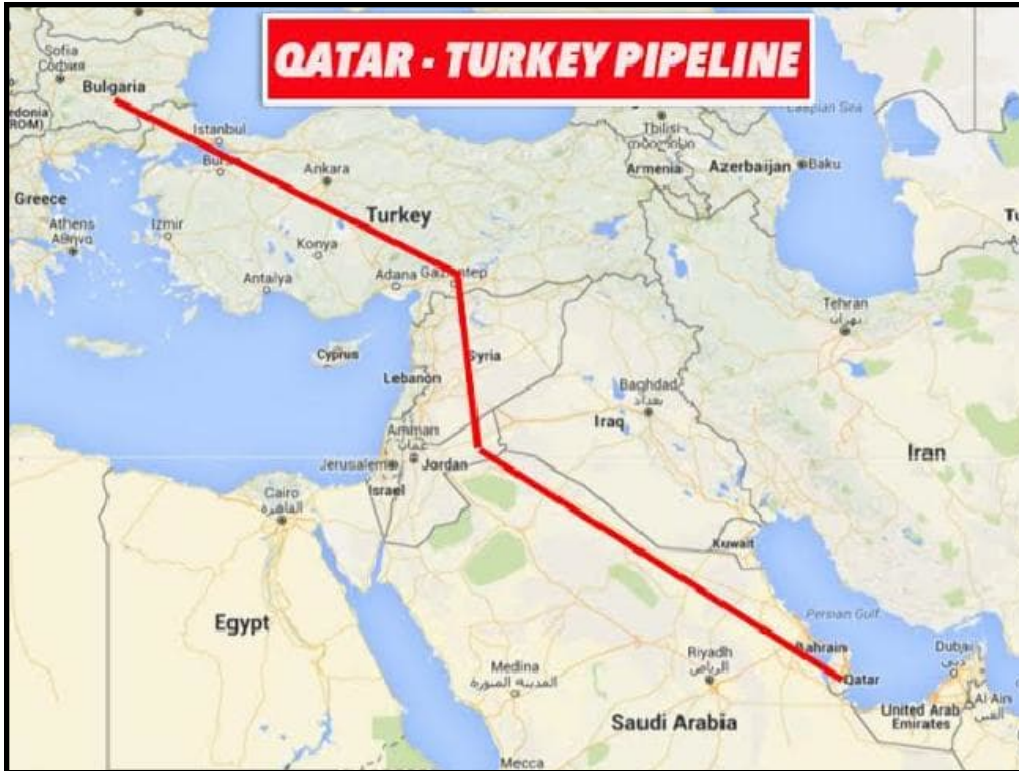 QATAR - TURKEY PIPELINE
Sofia
София
Bulgaria
edonia
ROM)
Istanbul
Caspian Sea
Tbilisi
თბილისი
Armenia
Azerbaijan
Baku
Greece
Athens
Αθήνα
Izmir
Ankara
Turkey
Konya
Antalya
Adana
Gaziantep
Tehran
تهران
Cyprus
Syria
Lebanon
Baghdad
بغداد
Iraq
Iran
Amman
عمان
Jerusalem
Jordan
Israel
Cairo
القاهرة
Kuwait
Egypt
Persian Gulf
Bahrain
Qatar
Dubai
دبي
Medina
المدينة المنورة
Riyadh
الرياض
United Arab
Emirates
Al Ain
العين
Saudi Arabia
Mecca